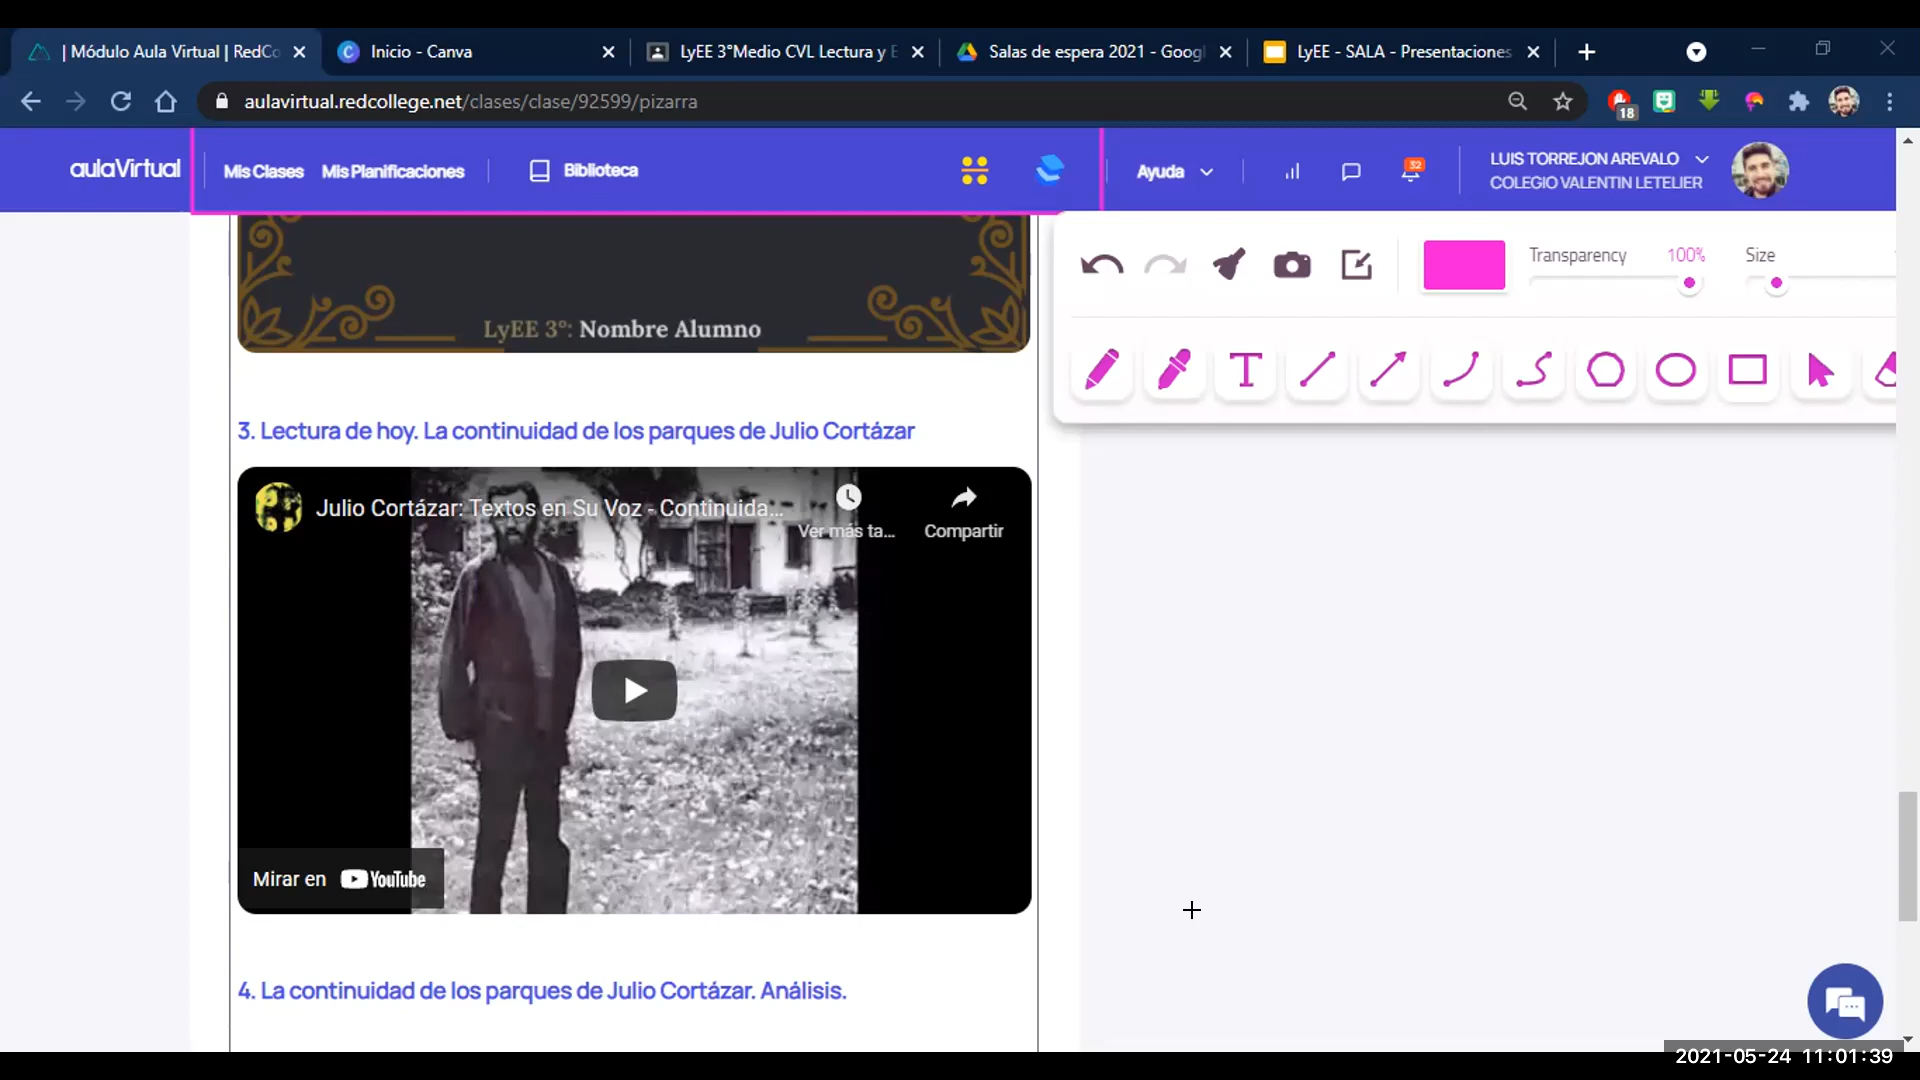 | Módulo Aula Virtual | RedCo
Inicio - Canva
LyEE 3°Medio CVL Lectura y E
Salas de espera 2021 - Googl
LyEE - SALA - Presentaciones
aulavirtual.redcollege.net/clases/clase/92599/pizarra
18
aulaVirtual
Mis Clases
Mis Planificaciones
Biblioteca
Ayuda
32
LUIS TORREJON AREVALO
COLEGIO VALENTIN LETELIER
Transparency 100%
Size
T
LyEE 3°: Nombre Alumno
3. Lectura de hoy. La continuidad de los parques de Julio Cortázar
Julio Cortázar: Textos en Su Voz - Continuida...
Ver más ta...
Compartir
Mirar en YouTube
4. La continuidad de los parques de Julio Cortázar. Análisis.
2021-05-24 11:01:39